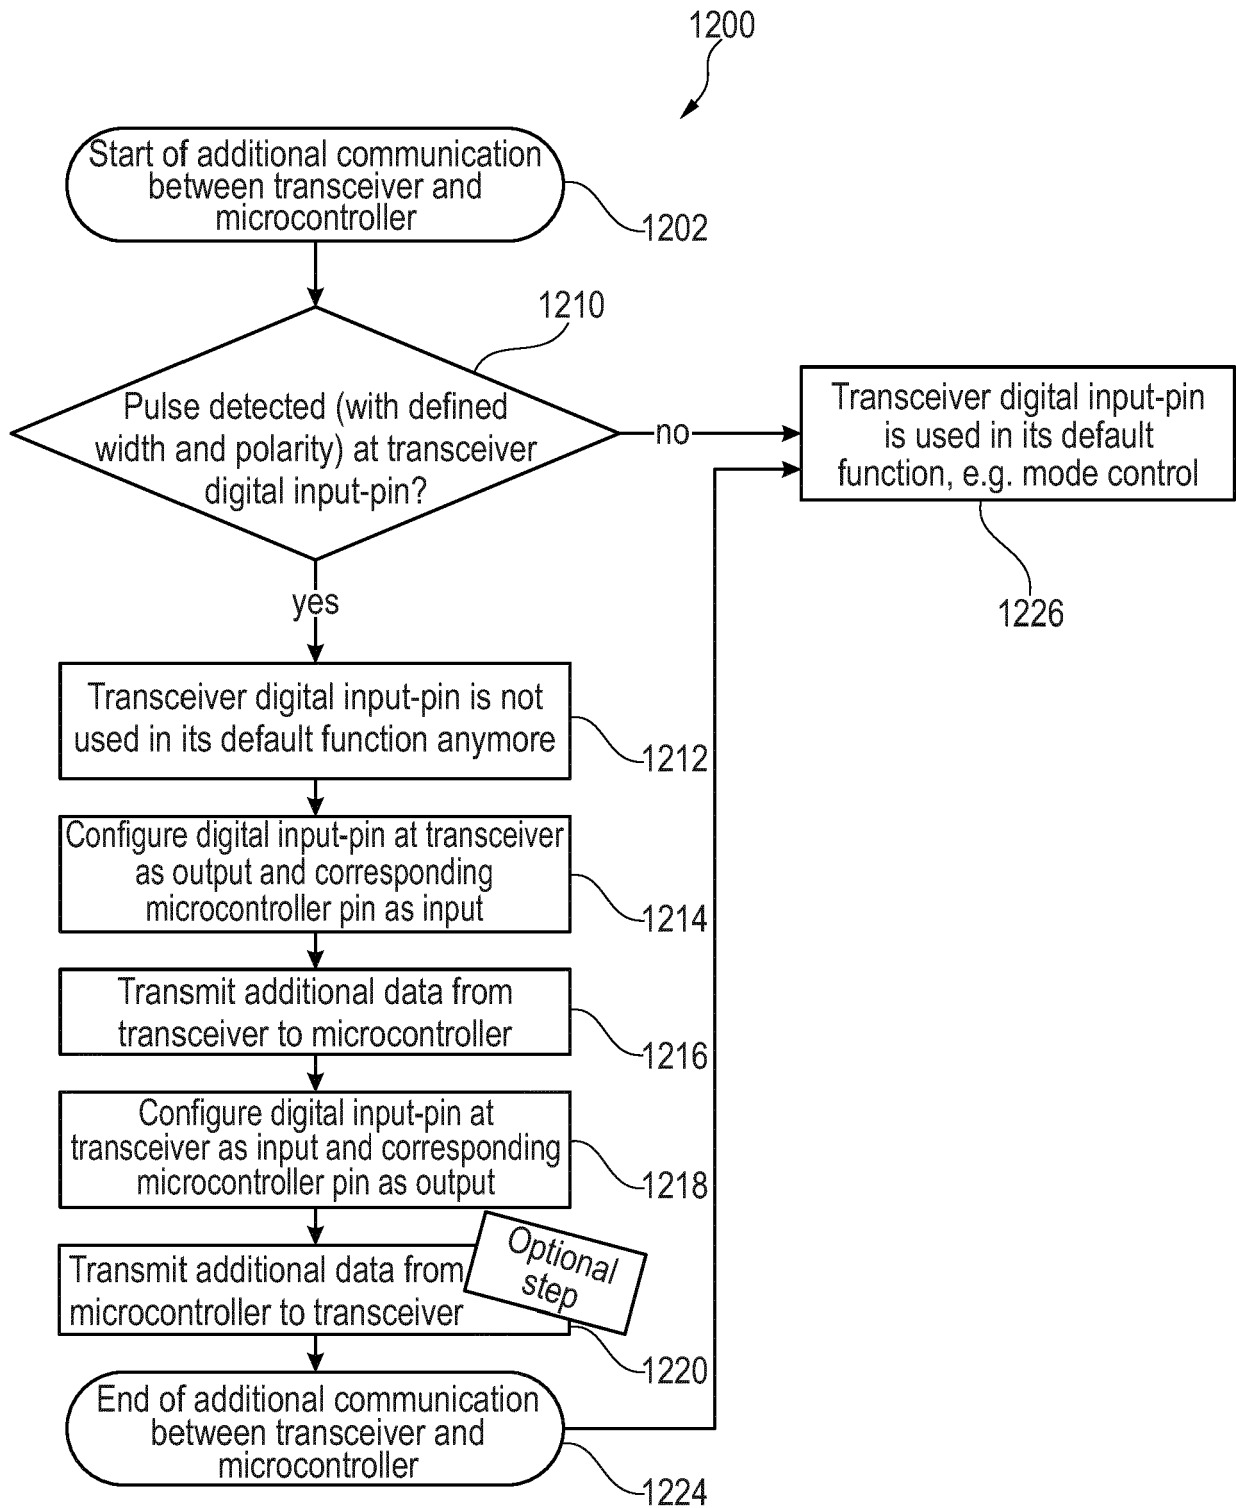 1200
Start of additional communication
between transceiver and
microcontroller
1202
1210
Pulse detected (with defined
width and polarity) at transceiver
digital input-pin?
no
Transceiver digital input-pin
is used in its default
function, e.g. mode control
1226
yes
Transceiver digital input-pin is not
used in its default function anymore
1212
Configure digital input-pin at transceiver
as output and corresponding
microcontroller pin as input
1214
Transmit additional data from
transceiver to microcontroller
1216
Configure digital input-pin at
transceiver as input and corresponding
microcontroller pin as output
1218
Optional
step
Transmit additional data from
microcontroller to transceiver
1220
End of additional communication
between transceiver and
microcontroller
1224